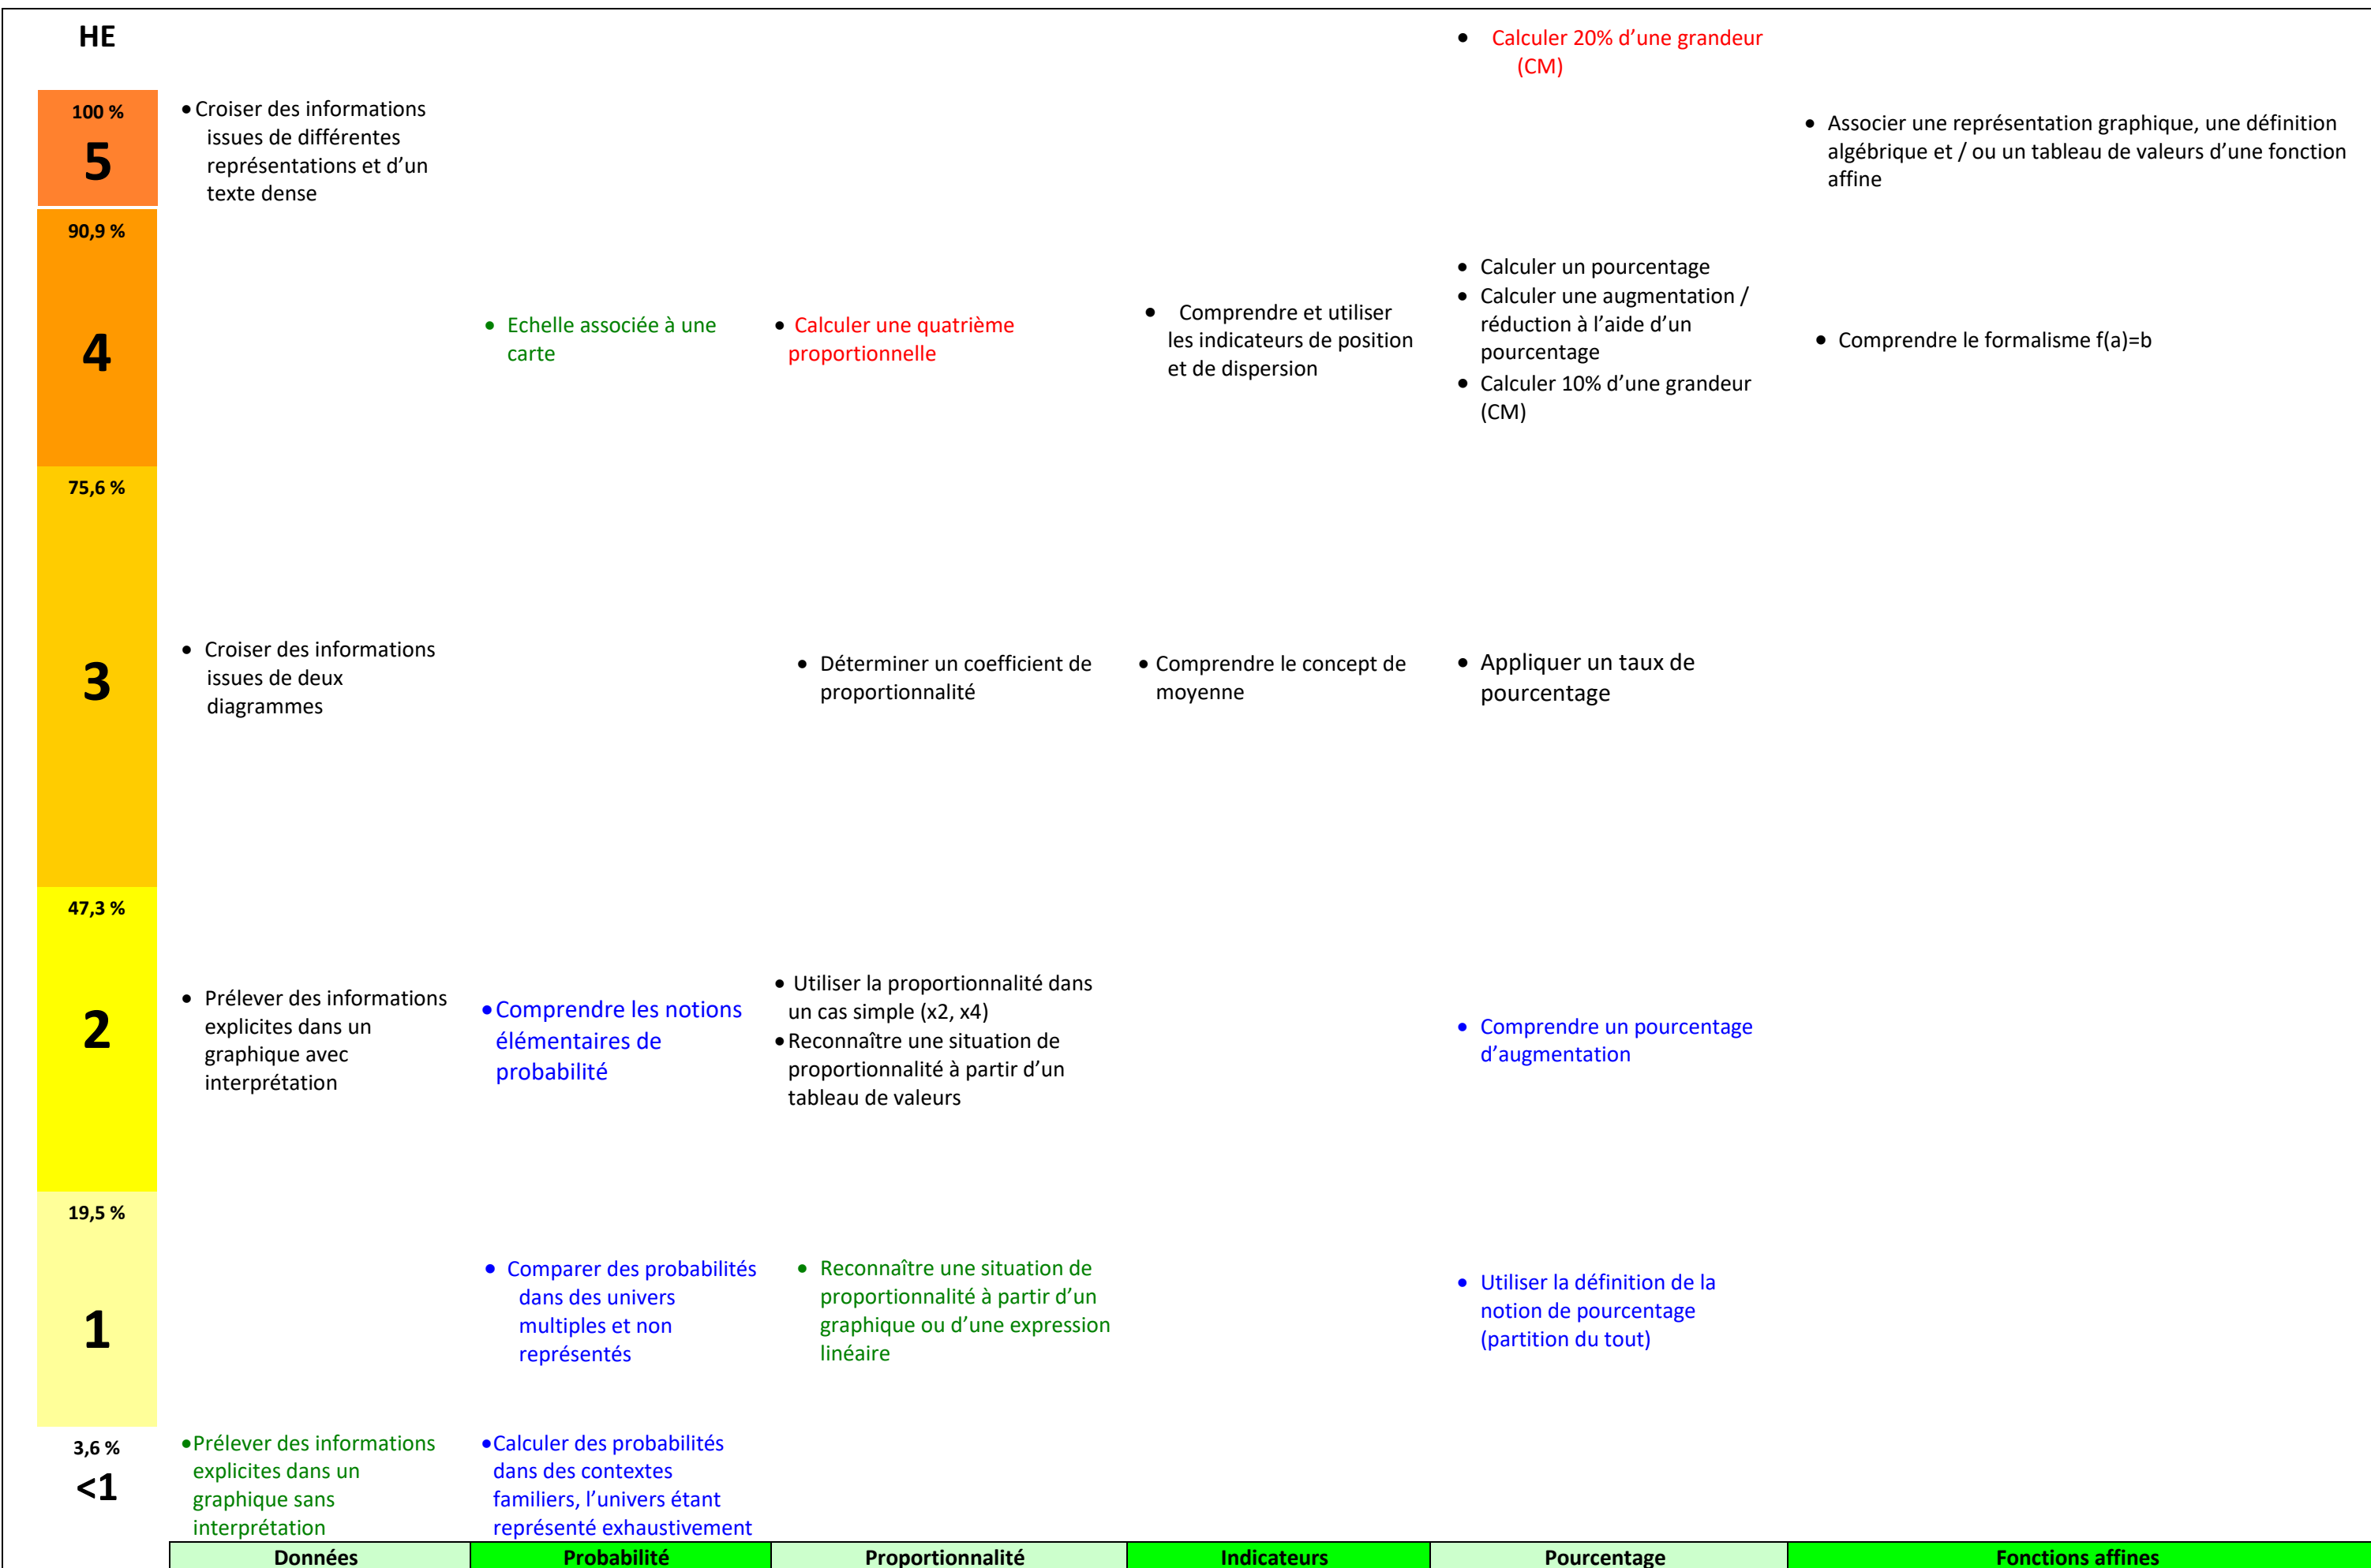 HE
• Calculer 20% d'une grandeur
(CM)
100 %
5
• Croiser des informations
issues de différentes
représentations et d'un
texte dense
• Associer une représentation graphique, une définition
algébrique et / ou un tableau de valeurs d'une fonction
affine
90,9 %
4
• Echelle associée à une
carte
• Calculer une quatrième
proportionnelle
• Comprendre et utiliser
les indicateurs de position
et de dispersion
• Calculer un pourcentage
• Calculer une augmentation /
réduction à l'aide d'un
pourcentage
• Calculer 10% d'une grandeur
(CM)
• Comprendre le formalisme f(a)=b
75,6 %
3
• Croiser des informations
issues de deux
diagrammes
• Déterminer un coefficient de
proportionnalité
• Comprendre le concept de
moyenne
• Appliquer un taux de
pourcentage
47,3 %
2
• Prélever des informations
explicites dans un
graphique avec
interprétation
• Comprendre les notions
élémentaires de
probabilité
• Utiliser la proportionnalité dans
un cas simple (x2, x4)
• Reconnaître une situation de
proportionnalité à partir d'un
tableau de valeurs
• Comprendre un pourcentage
d'augmentation
19,5 %
1
• Comparer des probabilités
dans des univers
multiples et non
représentés
• Reconnaître une situation de
proportionnalité à partir d'un
graphique ou d'une expression
linéaire
• Utiliser la définition de la
notion de pourcentage
(partition du tout)
3,6 %
<1
• Prélever des informations
explicites dans un
graphique sans
interprétation
• Calculer des probabilités
dans des contextes
familiers, l'univers étant
représenté exhaustivement
Données
Probabilité
Proportionnalité
Indicateurs
Pourcentage
Fonctions affines